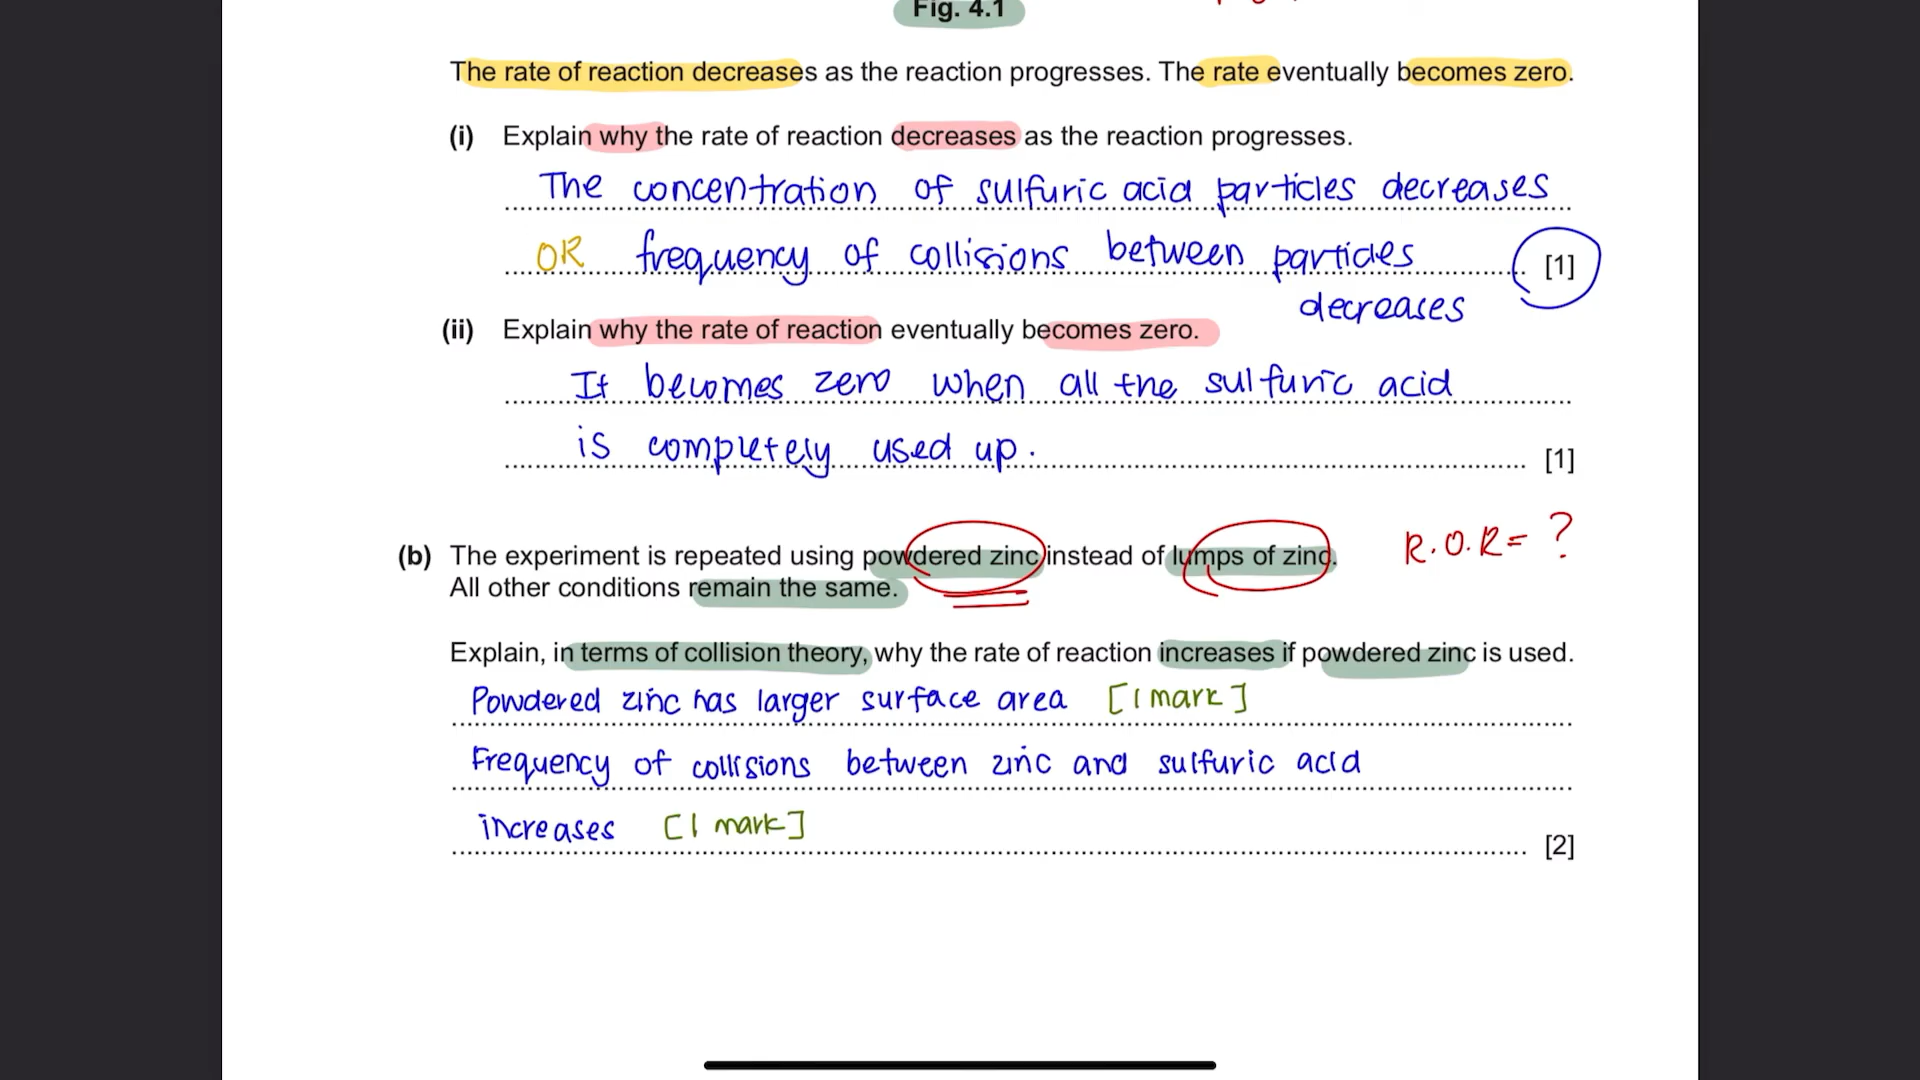 Fig. 4.1
The rate of reaction decreases as the reaction progresses. The rate eventually becomes zero.
(i) Explain why the rate of reaction decreases as the reaction progresses.
The concentration of sulfuric acid particles decreases
OR frequency of collisions between particles [1]
decreases
(ii) Explain why the rate of reaction eventually becomes zero.
It becomes zero when all the sulfuric acid
is completely used up. [1]
R.O.R = ?
(b) The experiment is repeated using powdered zinc instead of lumps of zinc.
All other conditions remain the same.
Explain, in terms of collision theory, why the rate of reaction increases if powdered zinc is used.
Powdered zinc has larger surface area [1 mark]
Frequency of collisions between zinc and sulfuric acid
increases [1 mark]
[2]